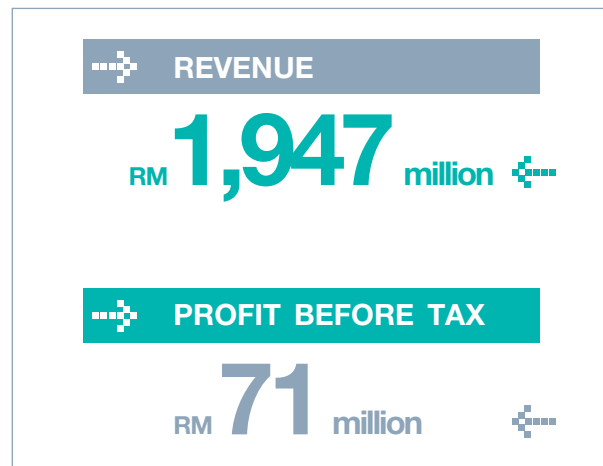 REVENUE
RM 1,947 million
PROFIT BEFORE TAX
RM 71 million